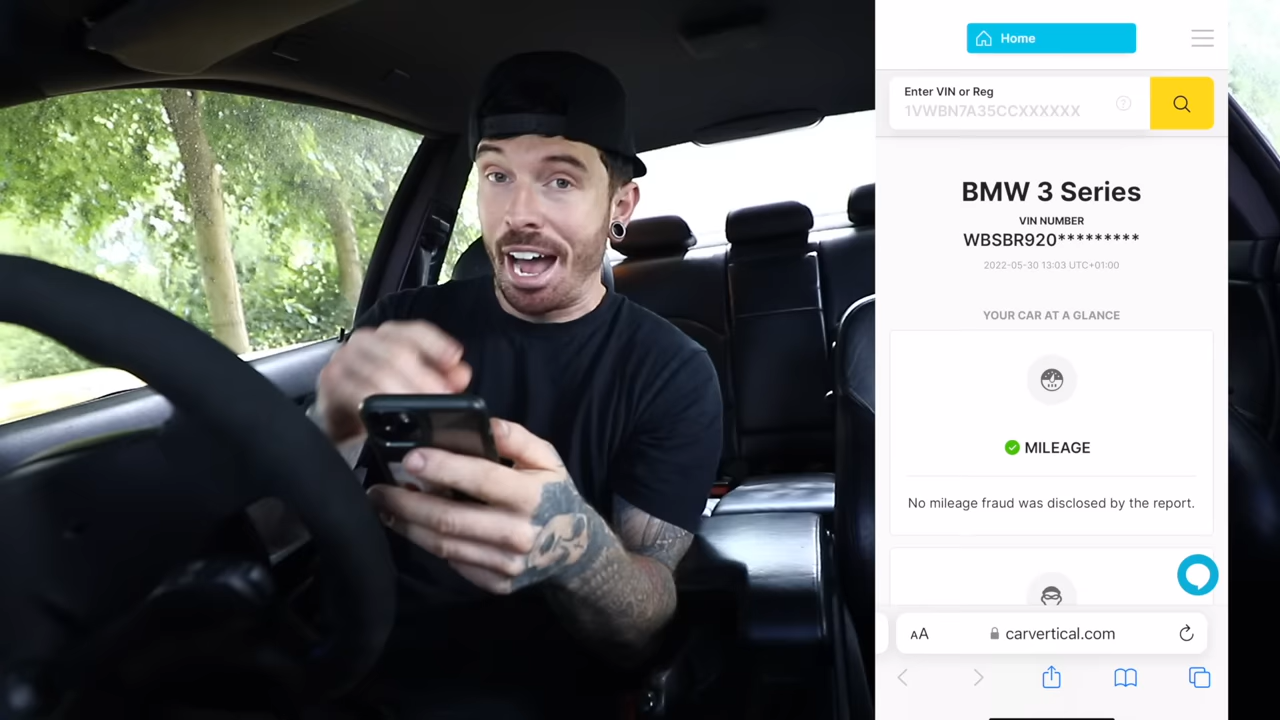 Home
Enter VIN or Reg
1VWBN7A35CCXXXXXX
BMW 3 Series
VIN NUMBER
WBSBR920*********
2022-05-30 13:03 UTC+01:00
YOUR CAR AT A GLANCE
MILEAGE
No mileage fraud was disclosed by the report.
AA
carvertical.com